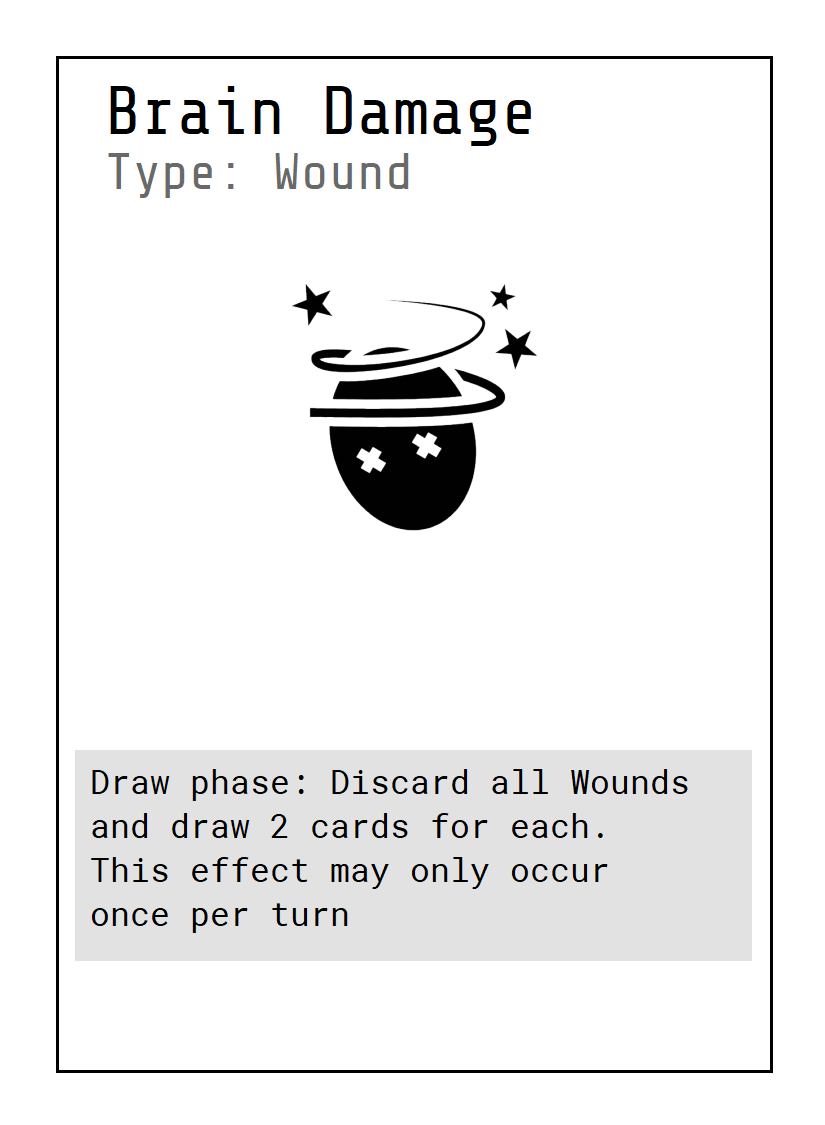 Brain Damage
Type: Wound
Draw phase: Discard all Wounds
and draw 2 cards for each.
This effect may only occur
once per turn